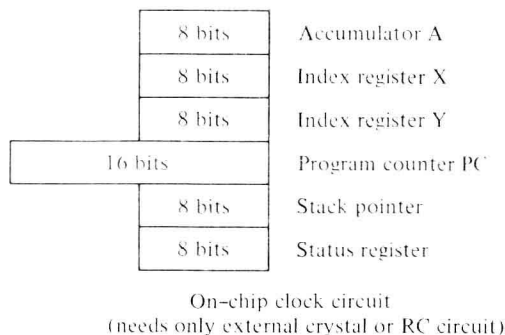 8 bits Accumulator A
8 bits Index register X
8 bits Index register Y
16 bits Program counter PC
8 bits Stack pointer
8 bits Status register
On-chip clock circuit
(needs only external crystal or RC circuit)